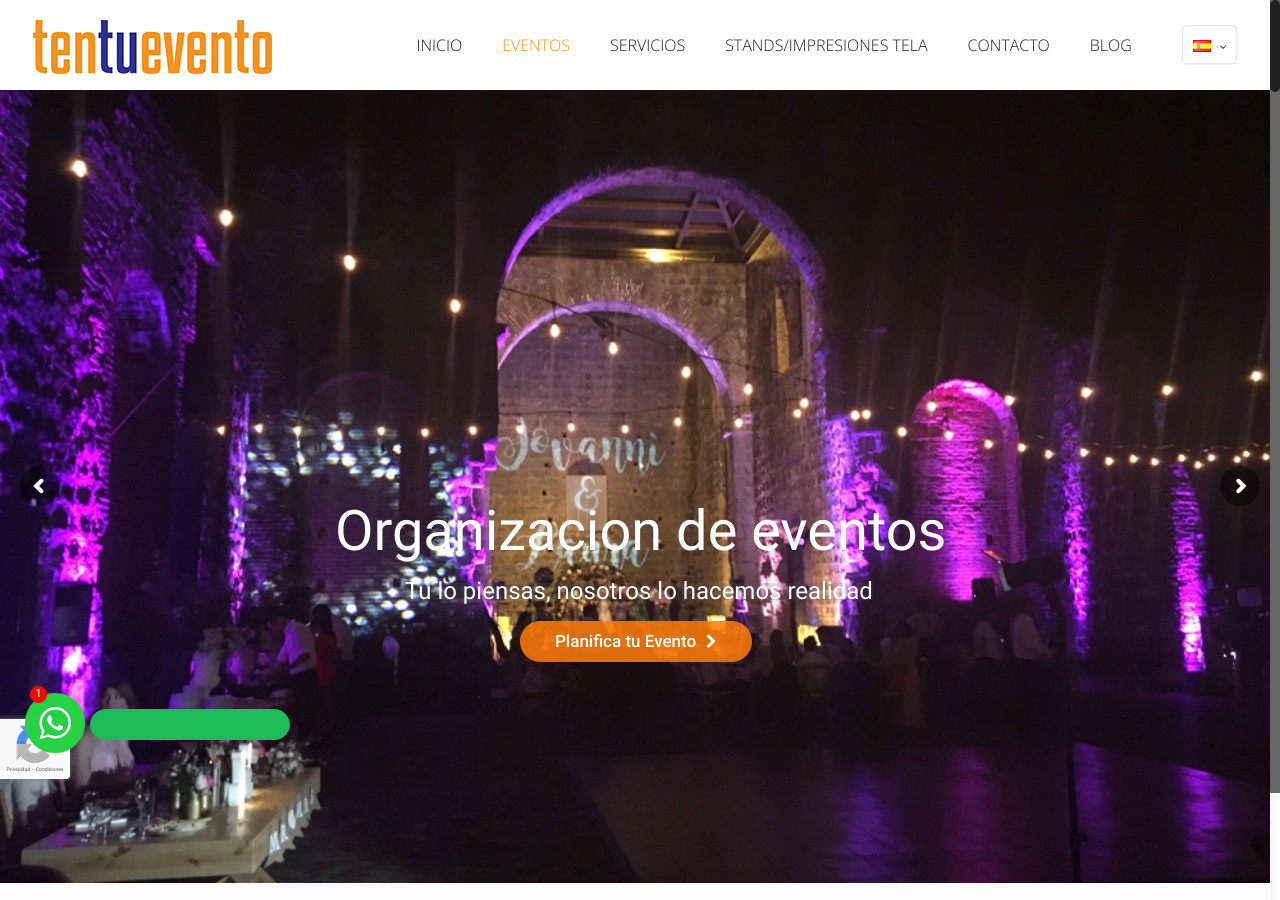 tentuevento
INICIO
EVENTOS
SERVICIOS
STANDS/IMPRESIONES TELA
CONTACTO
BLOG
Jovanni
&
Organizacion de eventos
Tu lo piensas, nosotros lo hacemos realidad
Planifica tu Evento
1
Privacidad - Condiciones